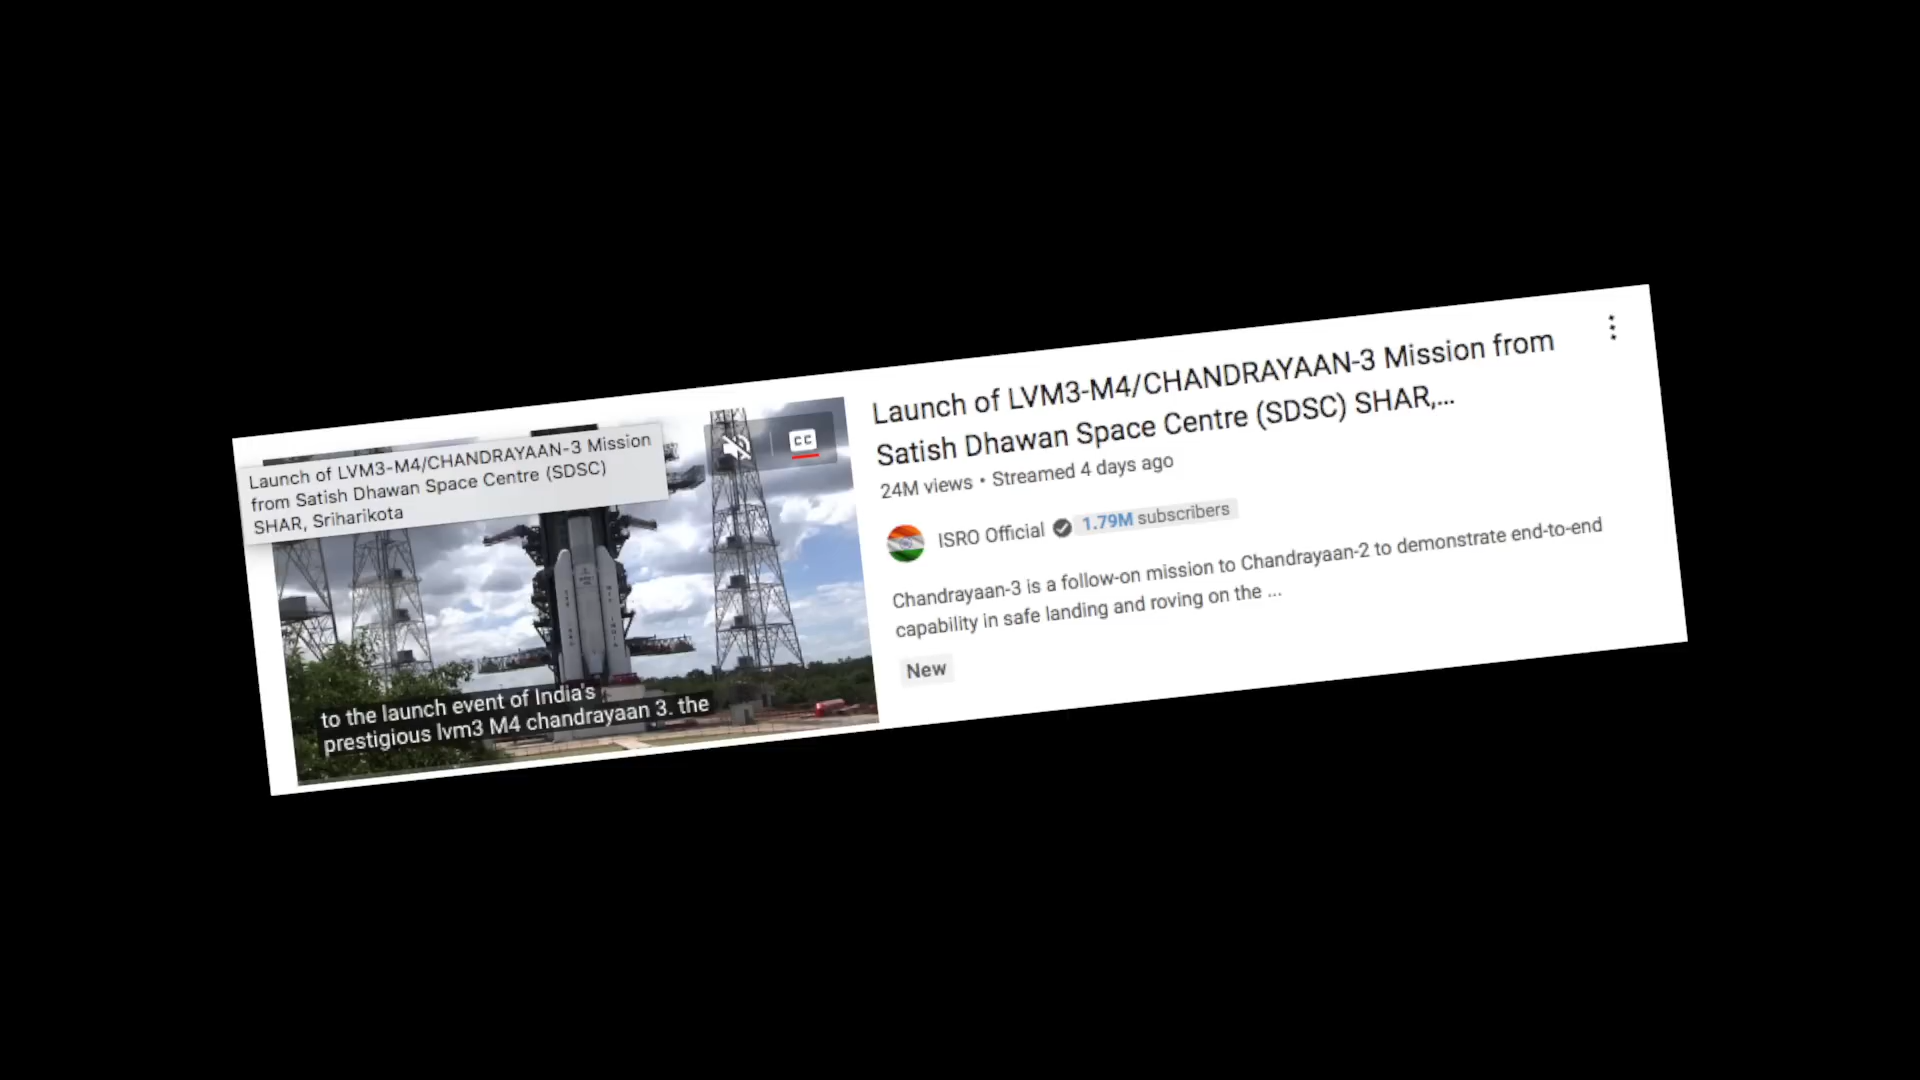 Launch of LVM3-M4/CHANDRAYAAN-3 Mission
from Satish Dhawan Space Centre (SDSC)
SHAR, Sriharikota
CC
to the launch event of India's
prestigious lvm3 M4 chandrayaan 3. the
Launch of LVM3-M4/CHANDRAYAAN-3 Mission from
Satish Dhawan Space Centre (SDSC) SHAR,...
24M views • Streamed 4 days ago
ISRO Official 1.79M subscribers
Chandrayaan-3 is a follow-on mission to Chandrayaan-2 to demonstrate end-to-end
capability in safe landing and roving on the ...
New